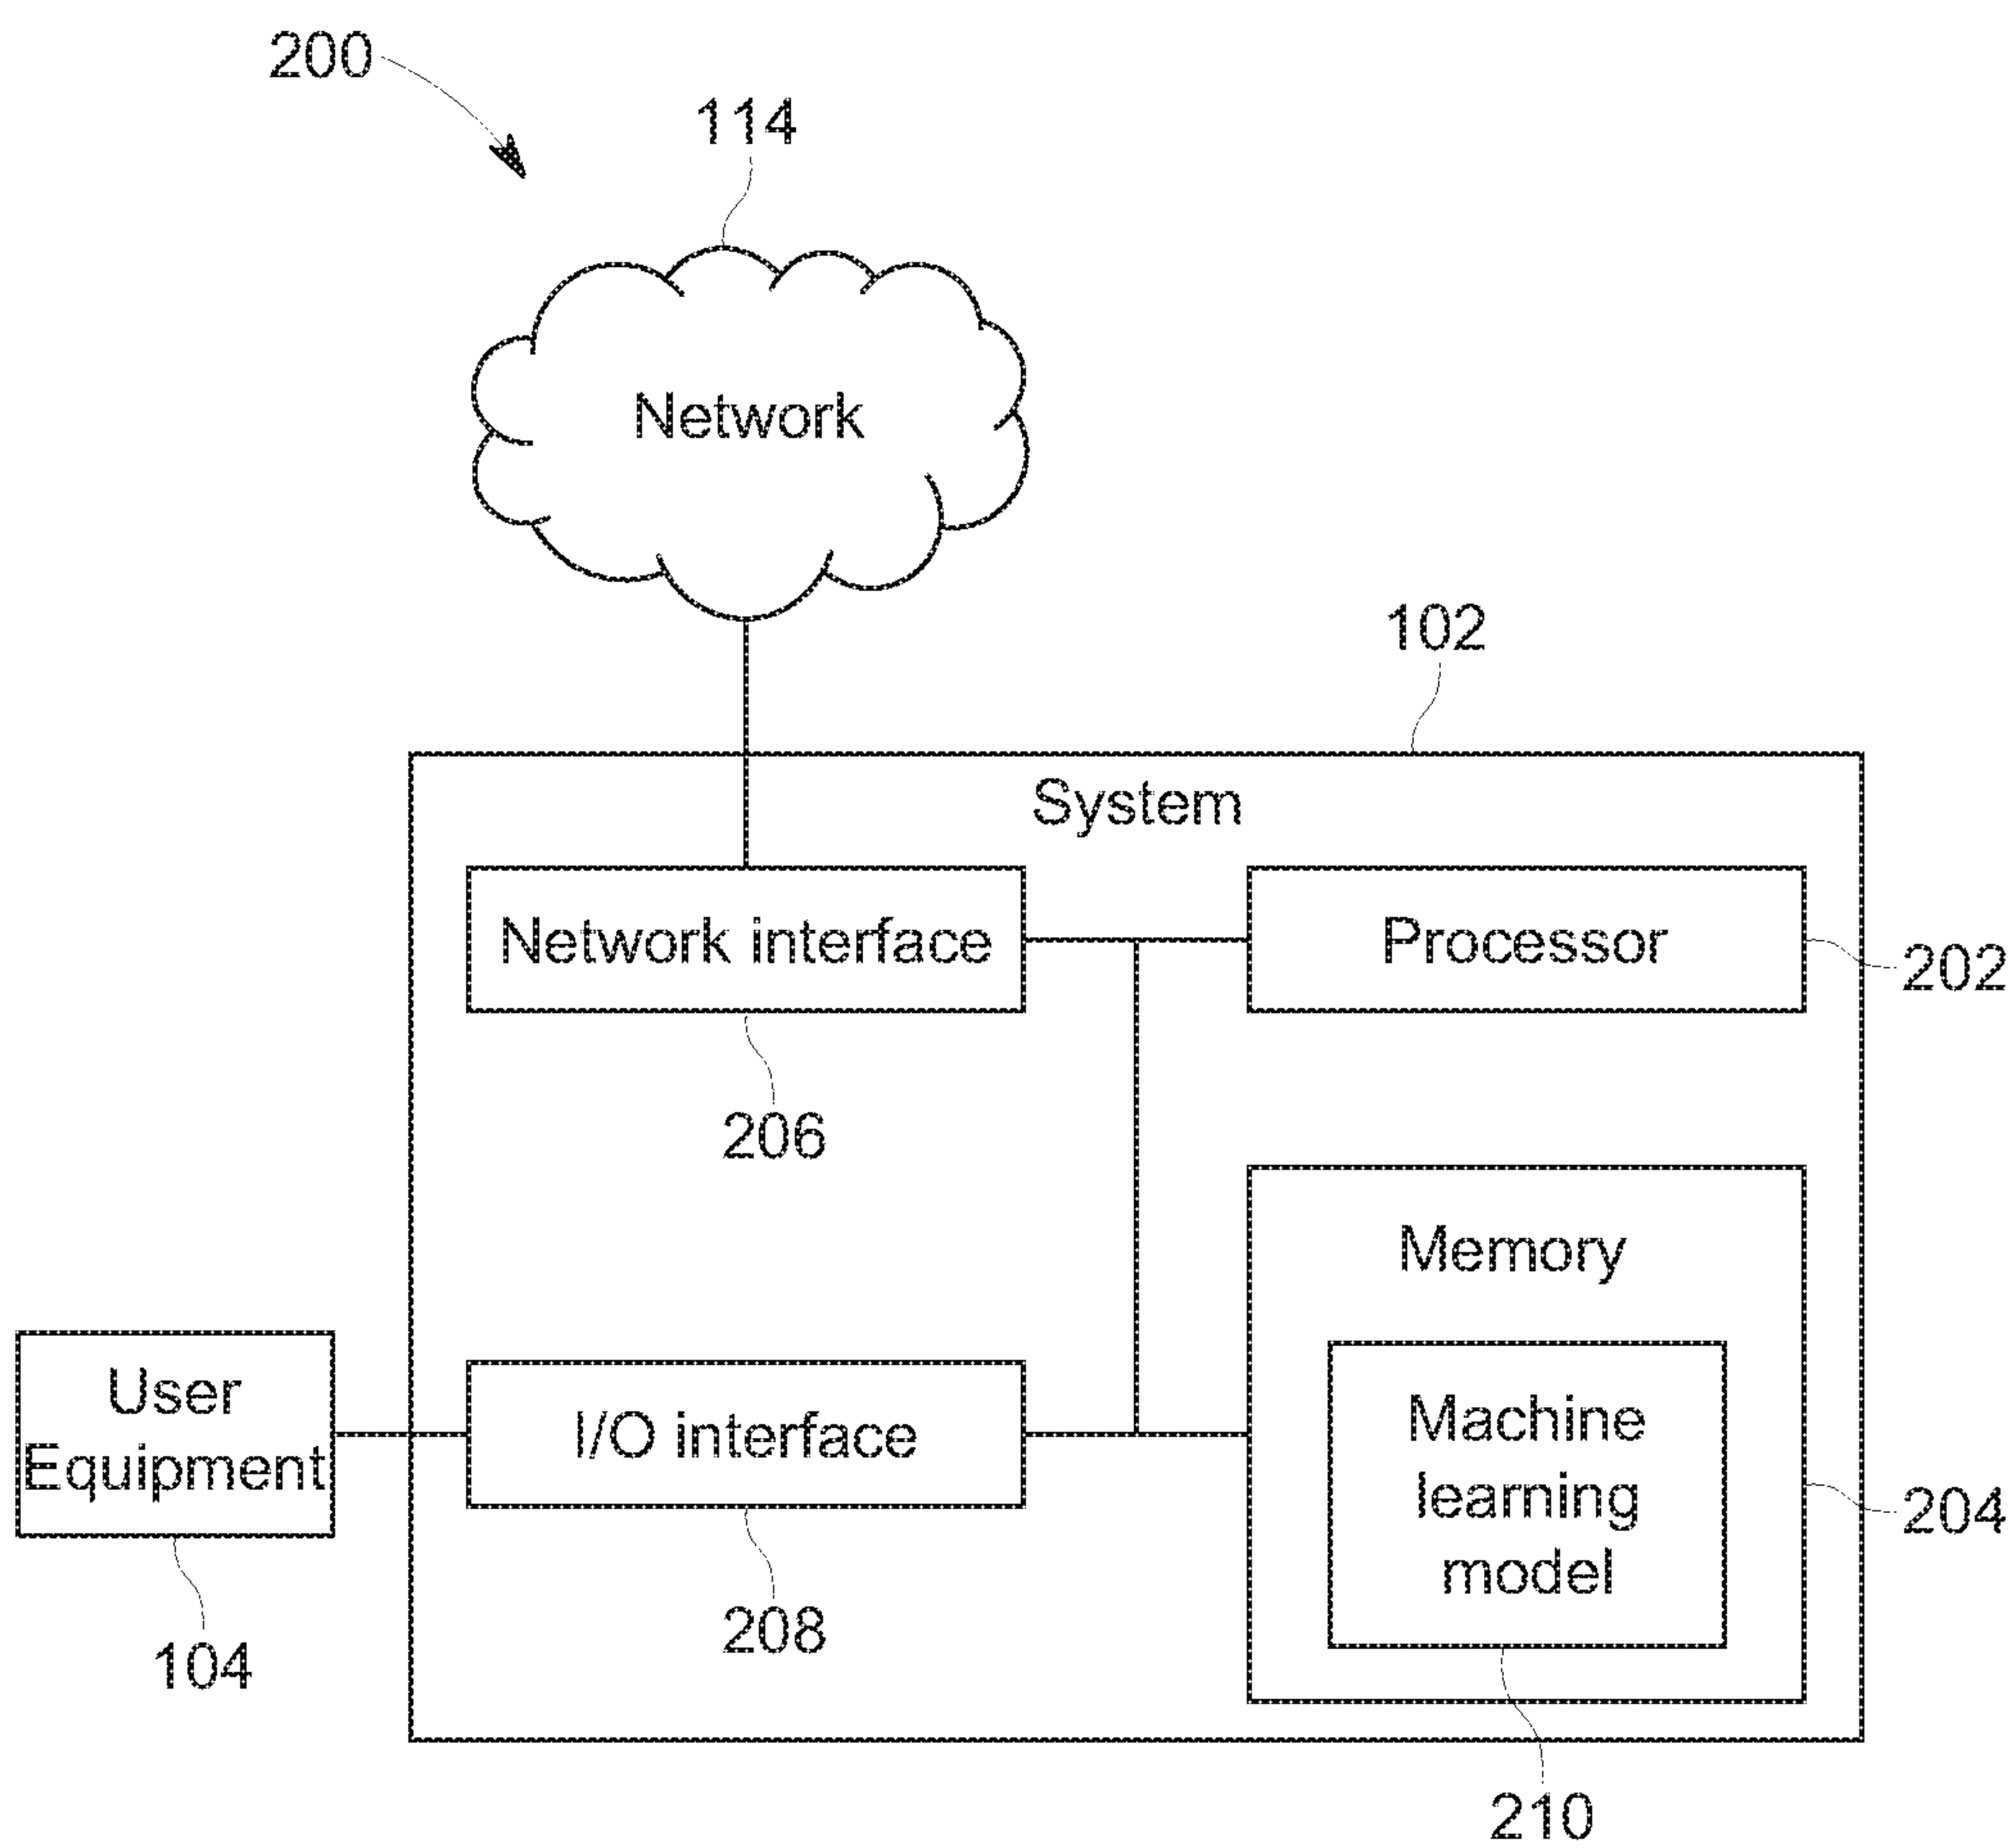 200
114
Network
102
System
Network interface
Processor
202
206
Memory
User
Equipment
I/O interface
Machine
learning
model
204
208
104
210